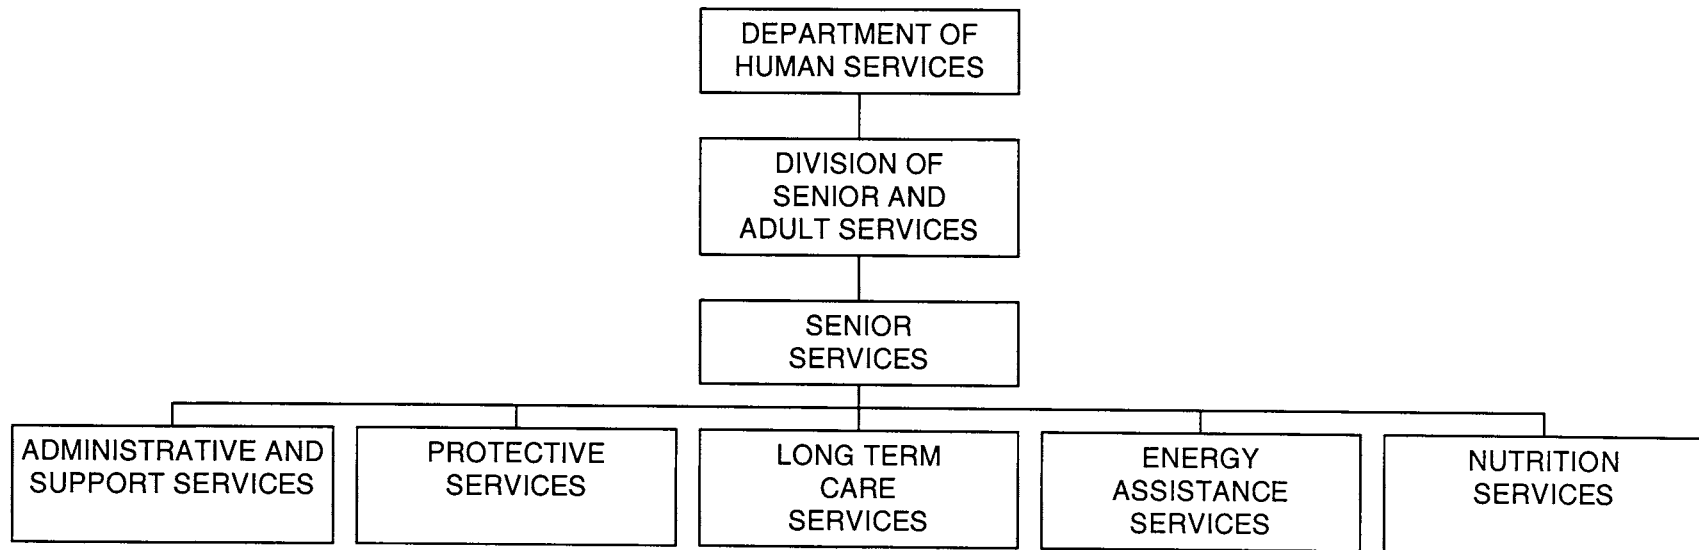 DEPARTMENT OF
HUMAN SERVICES
DIVISION OF
SENIOR AND
ADULT SERVICES
SENIOR
SERVICES
ADMINISTRATIVE AND
SUPPORT SERVICES
PROTECTIVE
SERVICES
LONG TERM
CARE
SERVICES
ENERGY
ASSISTANCE
SERVICES
NUTRITION
SERVICES